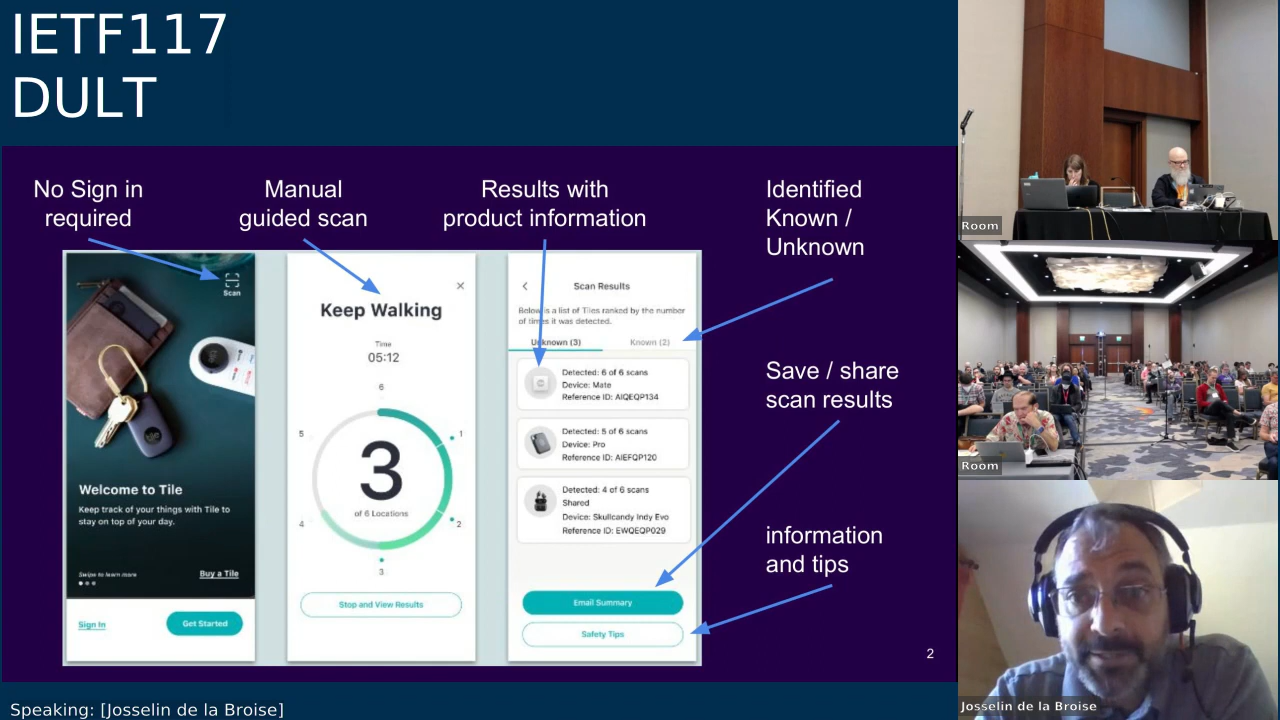 IETF117
DULT
No Sign in
required
Manual
guided scan
Results with
product information
Identified
Known /
Unknown
Save / share
scan results
information
and tips
Scan
Welcome to Tile
Keep track of your things with Tile to
stay on top of your day.
Swipe to learn more
Buy a Tile
Sign In
Get Started
Keep Walking
Time
05:12
6
5
1
3
of 6 Locations
4
2
3
Stop and View Results
Scan Results
Below is a list of Tiles ranked by the number
of times it was detected.
Unknown (3)
Known (2)
Detected: 6 of 6 scans
Device: Mate
Reference ID: AIQEQP134
Detected: 5 of 6 scans
Device: Pro
Reference ID: AIEFQP120
Detected: 4 of 6 scans
Shared
Device: Skullcandy Indy Evo
Reference ID: EWQEQP029
Email Summary
Safety Tips
2
Room
Room
Josselin de la Broise
Speaking: [Josselin de la Broise]